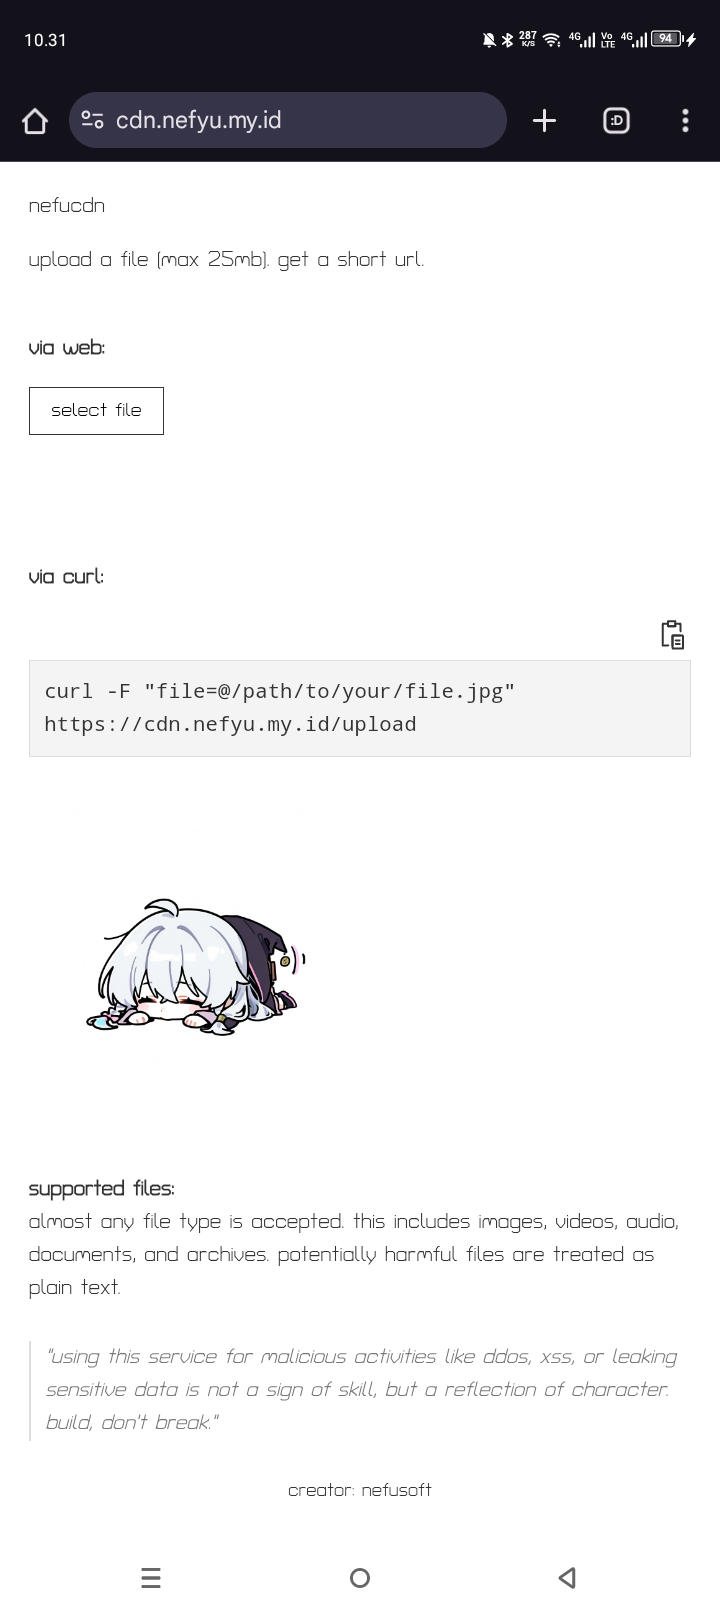 10.31
287
K/S
4G
Vo
LTE
4G
94
cdn.nefyu.my.id
:D
nefucdn
upload a file (max 25mb). get a short url.
via web:
select file
via curl:
curl -F "file=@/path/to/your/file.jpg"
https://cdn.nefyu.my.id/upload
supported files:
almost any file type is accepted. this includes images, videos, audio,
documents, and archives. potentially harmful files are treated as
plain text.
"using this service for malicious activities like ddos, xss, or leaking
sensitive data is not a sign of skill, but a reflection of character.
build, don't break."
creator: nefusoft